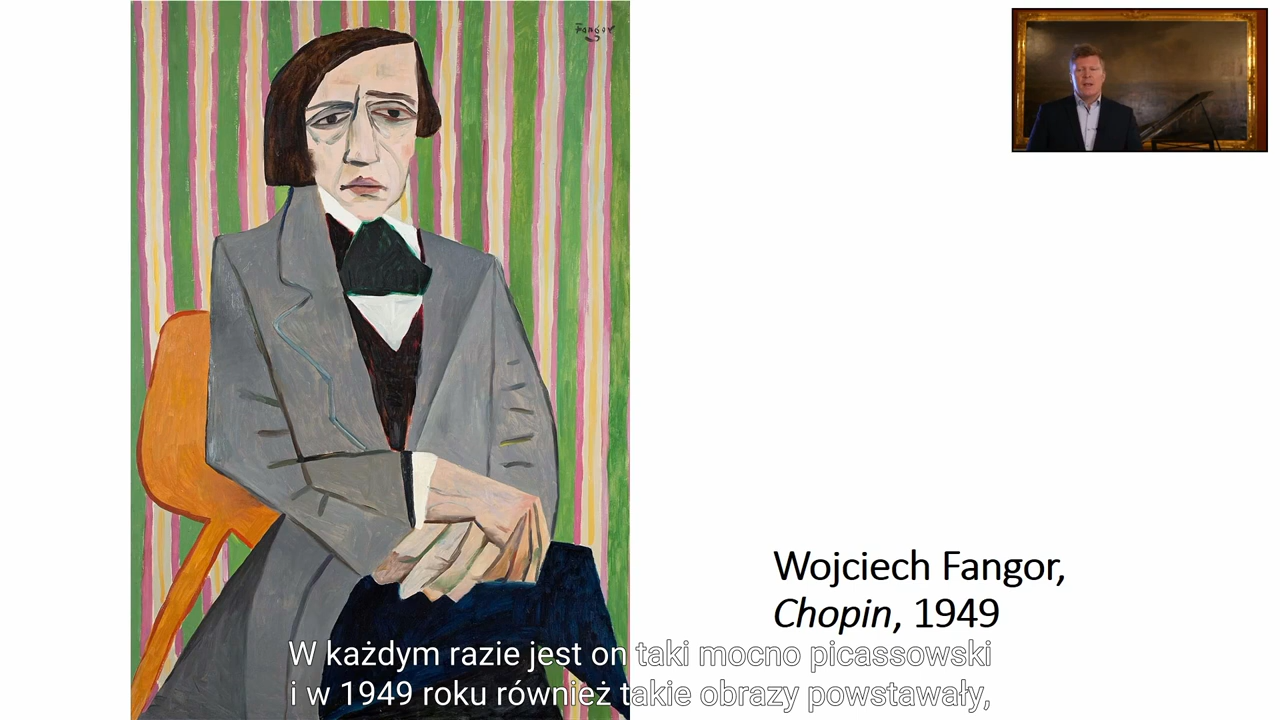 Fangor
Wojciech Fangor,
Chopin, 1949
W każdym razie jest on taki mocno picassowski
i w 1949 roku również takie obrazy powstawały,